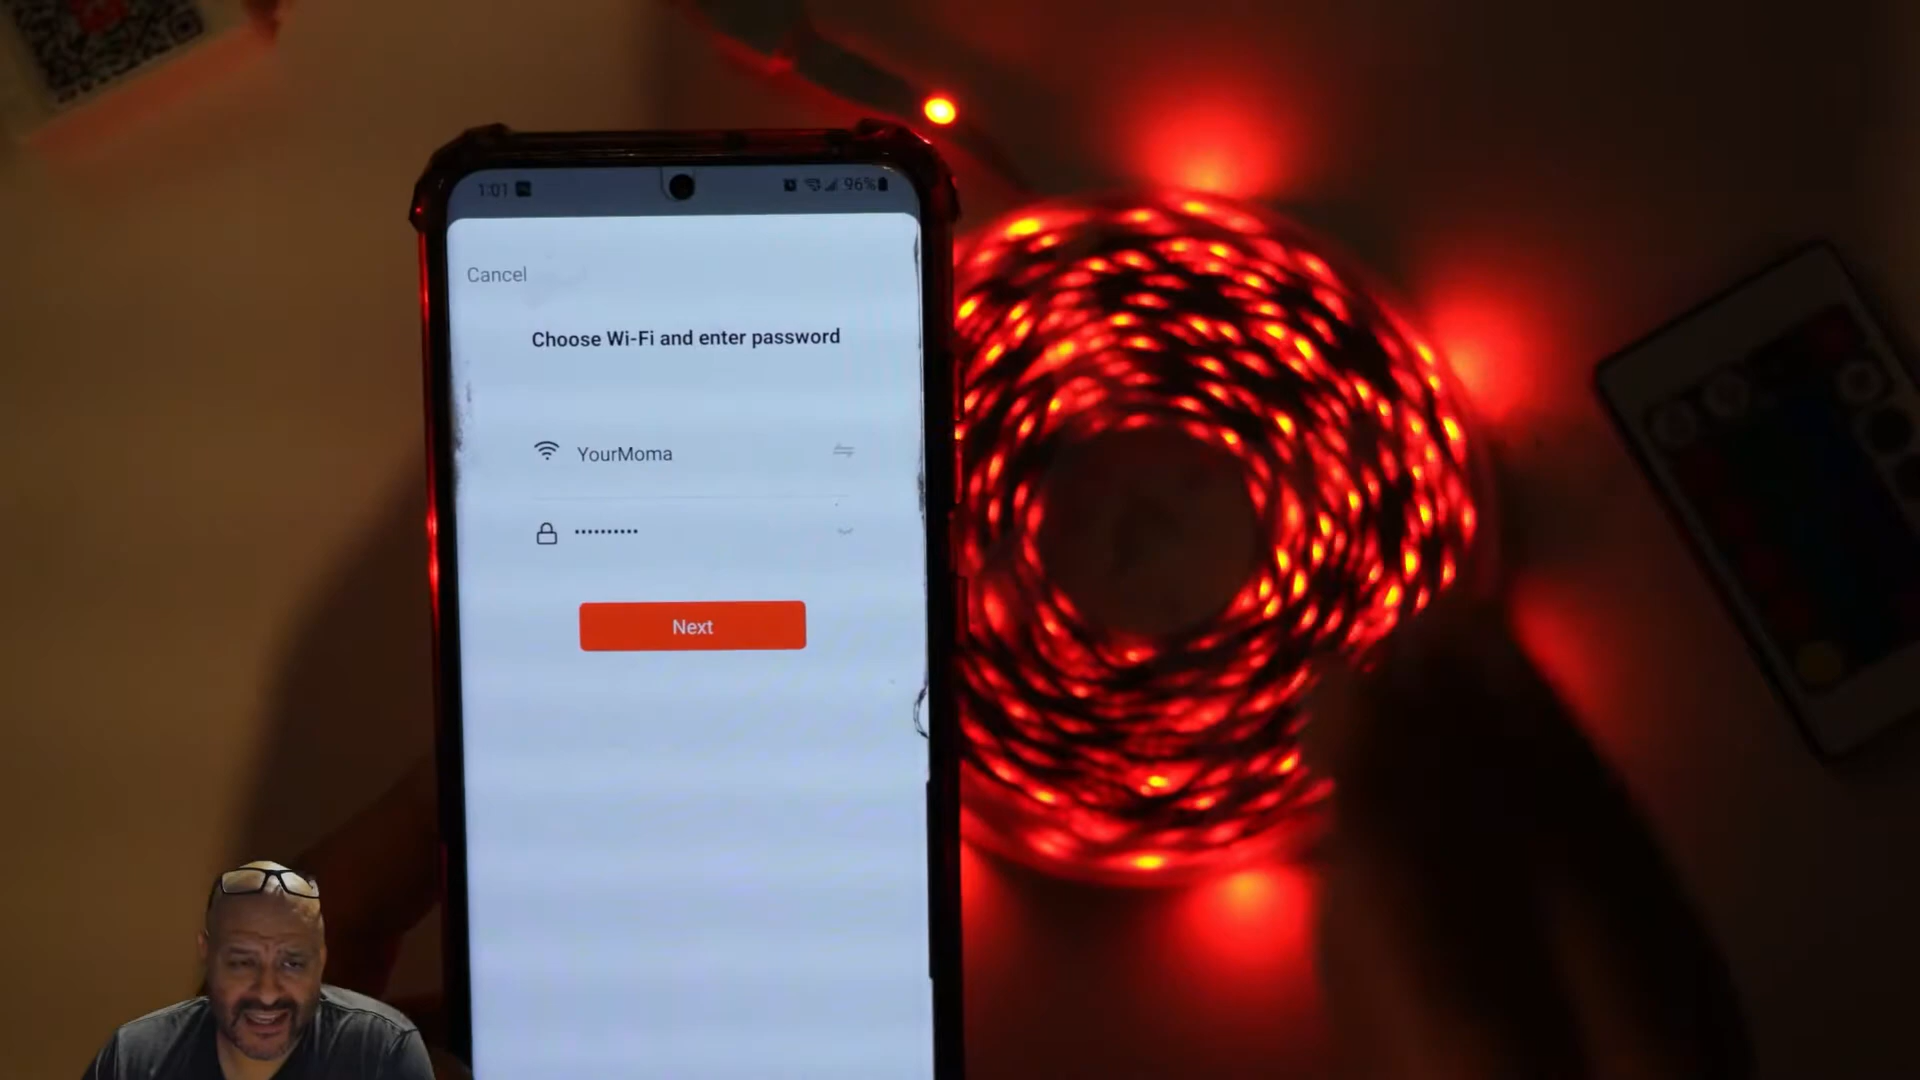 1:01
96%
Cancel
Choose Wi-Fi and enter password
YourMoma
••••••••••
Next